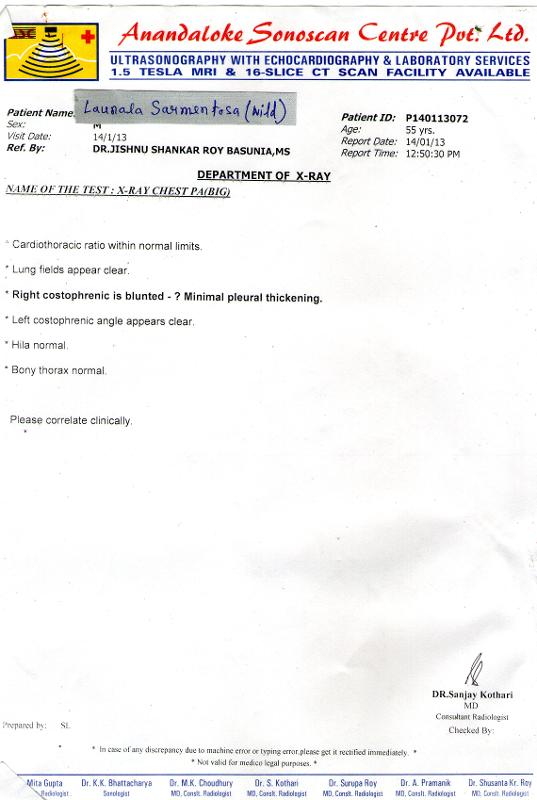 Anandaloke Sonoscan Centre Pvt. Ltd.
ULTRASONOGRAPHY WITH ECHOCARDIOGRAPHY & LABORATORY SERVICES
1.5 TESLA MRI & 16-SLICE CT SCAN FACILITY AVAILABLE
Patient Name: Launala Sarmentosa (Wild)
Patient ID: P140113072
Sex: M
Age: 55 yrs.
Visit Date: 14/1/13
Report Date: 14/01/13
Ref. By: DR.JISHNU SHANKAR ROY BASUNIA,MS
Report Time: 12:50:30 PM
DEPARTMENT OF X-RAY
NAME OF THE TEST : X-RAY CHEST PA(BIG)
* Cardiothoracic ratio within normal limits.
* Lung fields appear clear.
* Right costophrenic is blunted - ? Minimal pleural thickening.
* Left costophrenic angle appears clear.
* Hila normal.
* Bony thorax normal.
Please correlate clinically.
DR.Sanjay Kothari
MD
Consultant Radiologist
Checked By:
Prepared by: SL
* In case of any discrepancy due to machine error or typing error,please get it rectified immediately. *
* Not valid for medico legal purposes. *
Mita Gupta Dr. K.K. Bhattacharya Dr. M.K. Choudhury Dr. S. Kothari Dr. Surupa Roy Dr. A. Pramanik Dr. Shusanta Kr. Roy
Radiologist Sonologist MD, Constt. Radiologist MD, Constt. Radiologist MD, Constt. Radiologist MD, Constt. Radiologist MD, Constt. Radiologist